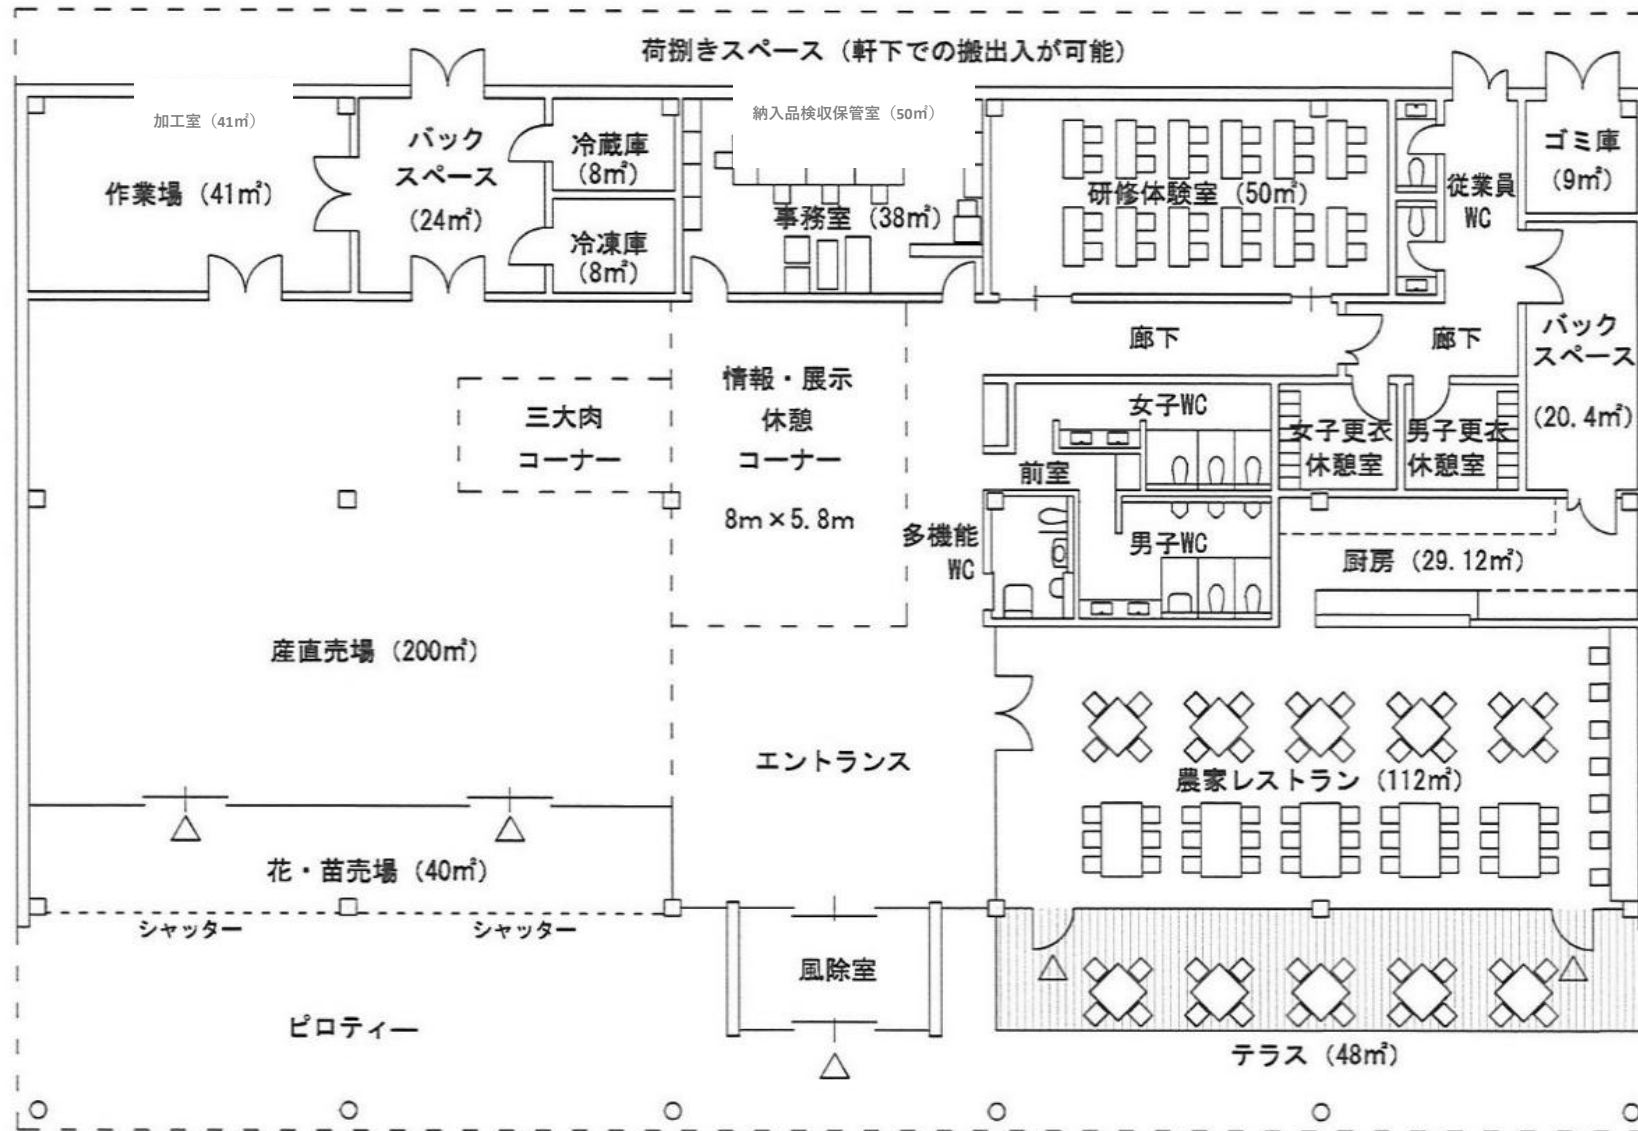 荷捌きスペース（軒下での搬出入が可能）
加工室（41㎡）
作業場（41㎡）
バック
スペース
（24㎡）
冷蔵庫
（8㎡）
冷凍庫
（8㎡）
納入品検収保管室（50㎡）
事務室（38㎡）
研修体験室（50㎡）
従業員
WC
ゴミ庫
（9㎡）
廊下
廊下
バック
スペース
（20.4㎡）
三大肉
コーナー
情報・展示
休憩
コーナー
8m×5.8m
女子WC
前室
女子更衣
休憩室
男子更衣
休憩室
多機能
WC
男子WC
厨房（29.12㎡）
産直売場（200㎡）
エントランス
農家レストラン（112㎡）
花・苗売場（40㎡）
シャッター
シャッター
風除室
ピロティー
テラス（48㎡）